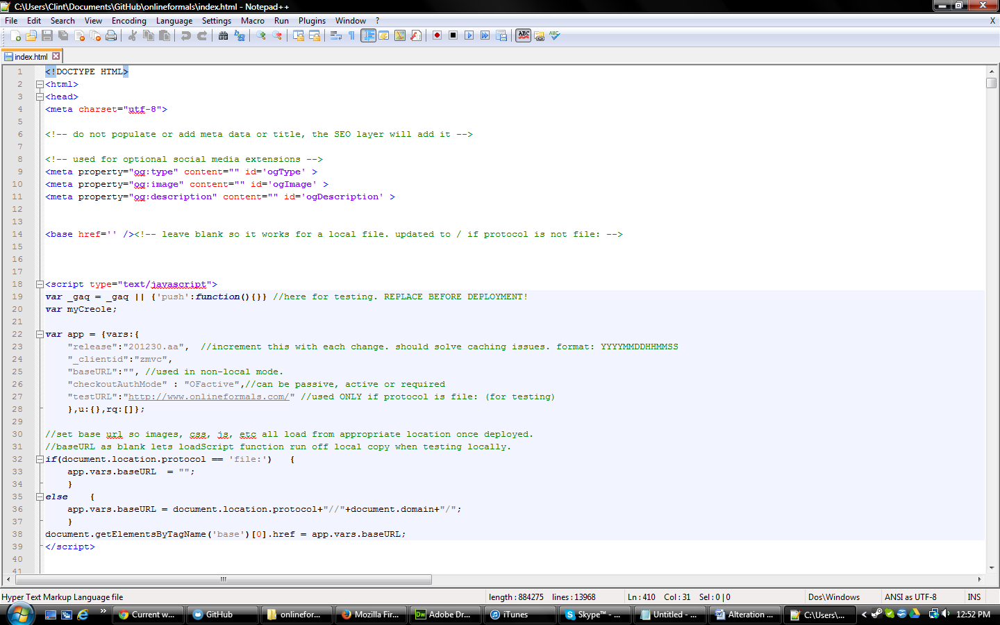 C:\Users\Clint\Documents\GitHub\onlineformals\index.html - Notepad++
File Edit Search View Encoding Language Settings Macro Run Plugins Window ? X
index.html
1 <!DOCTYPE HTML>
2 <html>
3 <head>
4 <meta charset="utf-8">
5
6 <!-- do not populate or add meta data or title, the SEO layer will add it -->
7
8 <!-- used for optional social media extensions -->
9 <meta property="og:type" content="" id='ogType' >
10 <meta property="og:image" content="" id='ogImage' >
11 <meta property="og:description" content="" id='ogDescription' >
12
13
14 <base href='' /><!-- leave blank so it works for a local file. updated to / if protocol is not file: -->
15
16
17
18 <script type="text/javascript">
19 var _gaq = _gaq || {'push':function(){}} //here for testing. REPLACE BEFORE DEPLOYMENT!
20 var myCreole;
21
22 var app = {vars:{
23 "release":"201230.aa", //increment this with each change. should solve caching issues. format: YYYYMMDDHHMMSS
24 "_clientid":"zmvc",
25 "baseURL":"", //used in non-local mode.
26 "checkoutAuthMode" : "OFactive",//can be passive, active or required
27 "testURL":"http://www.onlineformals.com/" //used ONLY if protocol is file: (for testing)
28 },u:{},rq:[]};
29
30 //set base url so images, css, js, etc all load from appropriate location once deployed.
31 //baseURL as blank lets loadScript function run off local copy when testing locally.
32 if(document.location.protocol == 'file:') {
33 app.vars.baseURL = "";
34 }
35 else {
36 app.vars.baseURL = document.location.protocol+"//"+document.domain+"/";
37 }
38 document.getElementsByTagName('base')[0].href = app.vars.baseURL;
39 </script>
40
41
Hyper Text Markup Language file length : 884275 lines : 13968 Ln : 410 Col : 31 Sel : 0 | 0 Dos\Windows ANSI as UTF-8 INS
Current w... GitHub onlinefor... Mozilla Fir... Adobe Dr... iTunes Skype™ - ... Untitled - ... Alteration ... C:\Users\... 12:52 PM